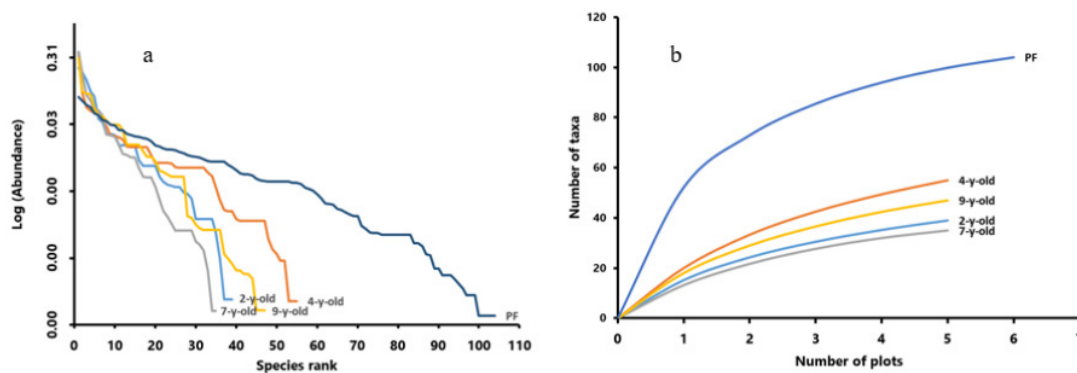 a
Log (Abundance)
0.31
0.03
0.00
0.00
0.00
2-y-old
4-y-old
7-y-old
9-y-old
PF
0 10 20 30 40 50 60 70 80 90 100 110
Species rank
b
Number of taxa
120
100
80
60
40
20
0
PF
4-y-old
9-y-old
2-y-old
7-y-old
0 1 2 3 4 5 6
Number of plots